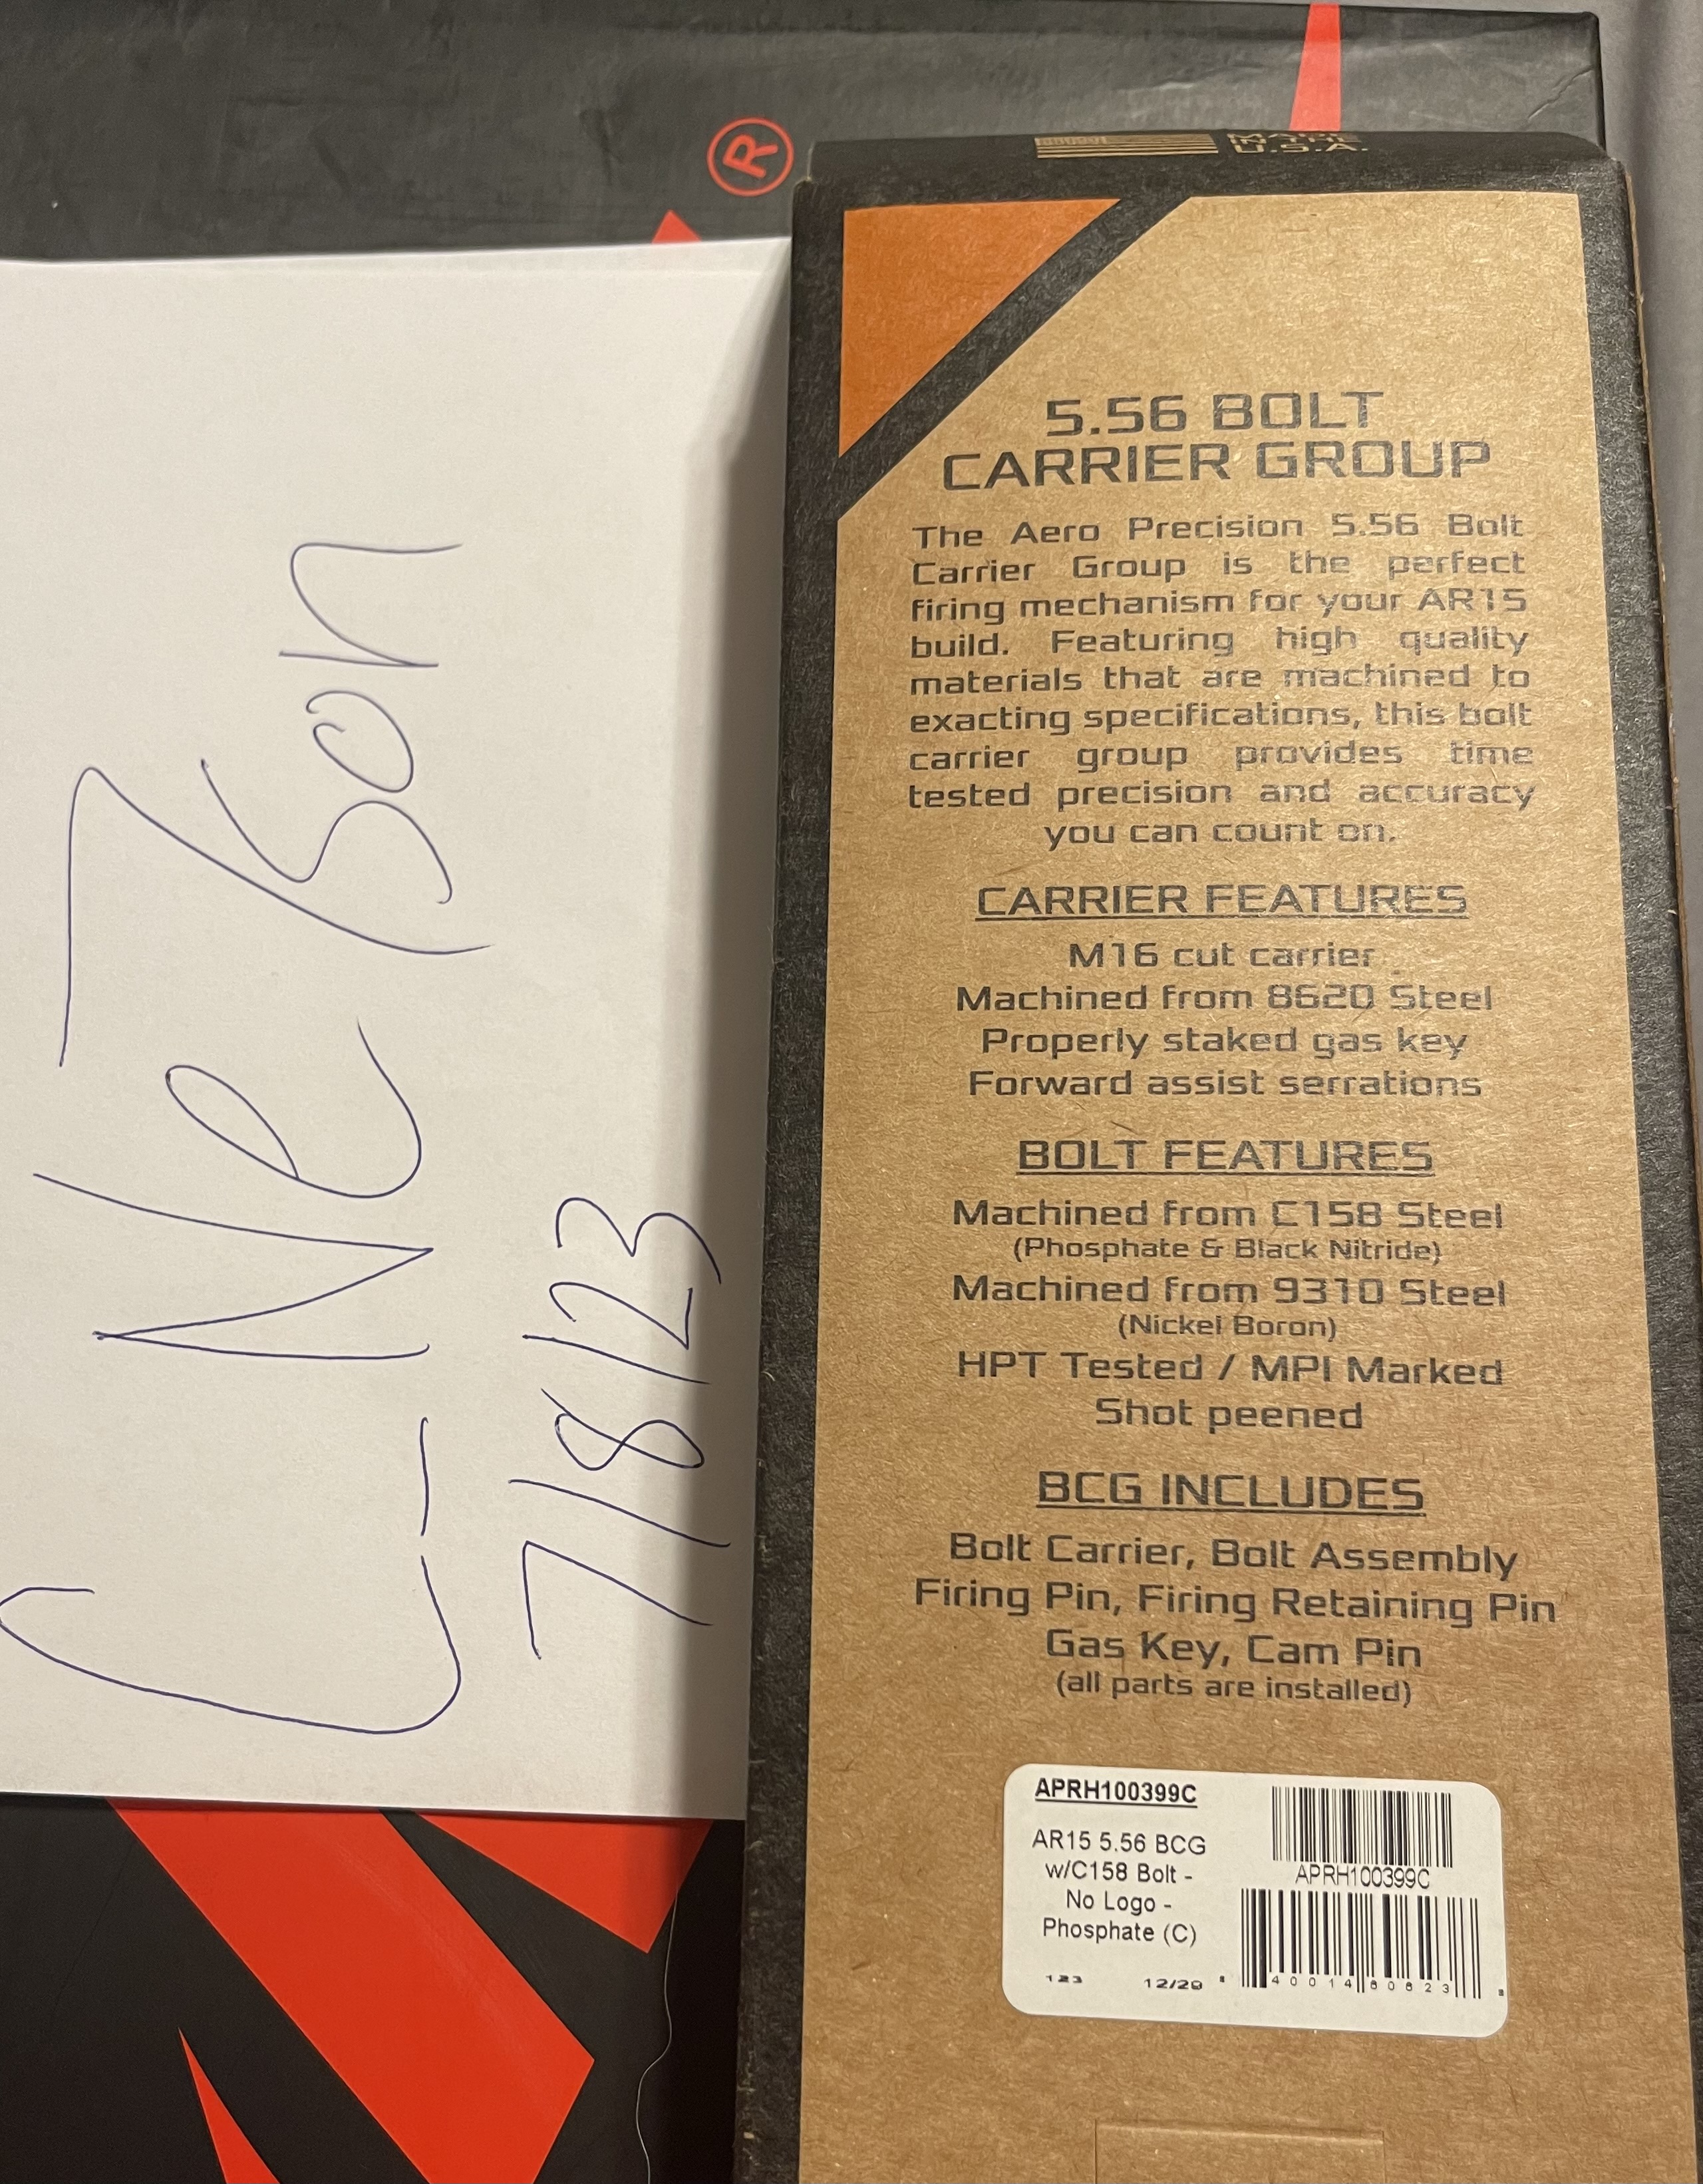 ®
MADE
IN THE
U.S.A.
C-Ne7son
7/8/23
5.56 BOLT
CARRIER GROUP
The Aero Precision 5.56 Bolt
Carrier Group is the perfect
firing mechanism for your AR15
build. Featuring high quality
materials that are machined to
exacting specifications, this bolt
carrier group provides time
tested precision and accuracy
you can count on.
CARRIER FEATURES
M16 cut carrier
Machined from 8620 Steel
Properly staked gas key
Forward assist serrations
BOLT FEATURES
Machined from C158 Steel
(Phosphate & Black Nitride)
Machined from 9310 Steel
(Nickel Boron)
HPT Tested / MPI Marked
Shot peened
BCG INCLUDES
Bolt Carrier, Bolt Assembly
Firing Pin, Firing Retaining Pin
Gas Key, Cam Pin
(all parts are installed)
APRH100399C
AR15 5.56 BCG
w/C158 Bolt -
No Logo -
Phosphate (C)
123 12/29
APRH100399C